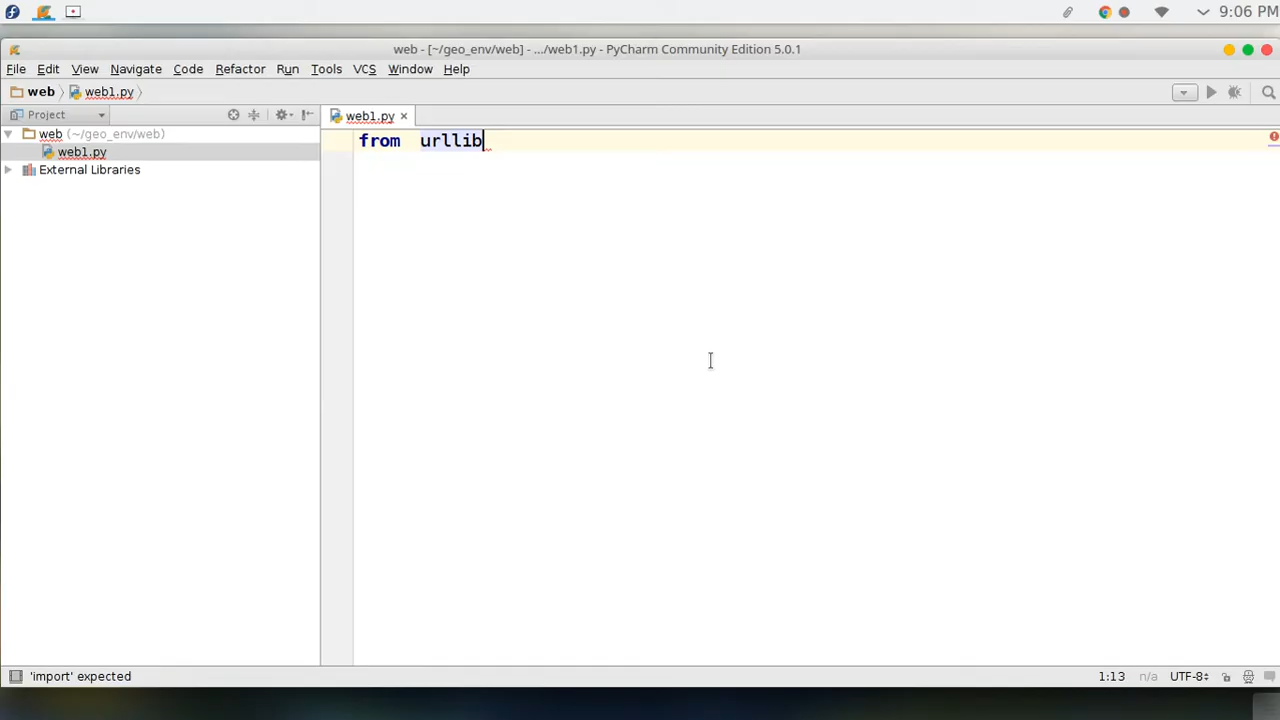 9:06 PM
web - [~/geo_env/web] - .../web1.py - PyCharm Community Edition 5.0.1
File Edit View Navigate Code Refactor Run Tools VCS Window Help
web web1.py
Project web1.py
web (~/geo_env/web)
web1.py
External Libraries
from  urllib
'import' expected 1:13 n/a UTF-8